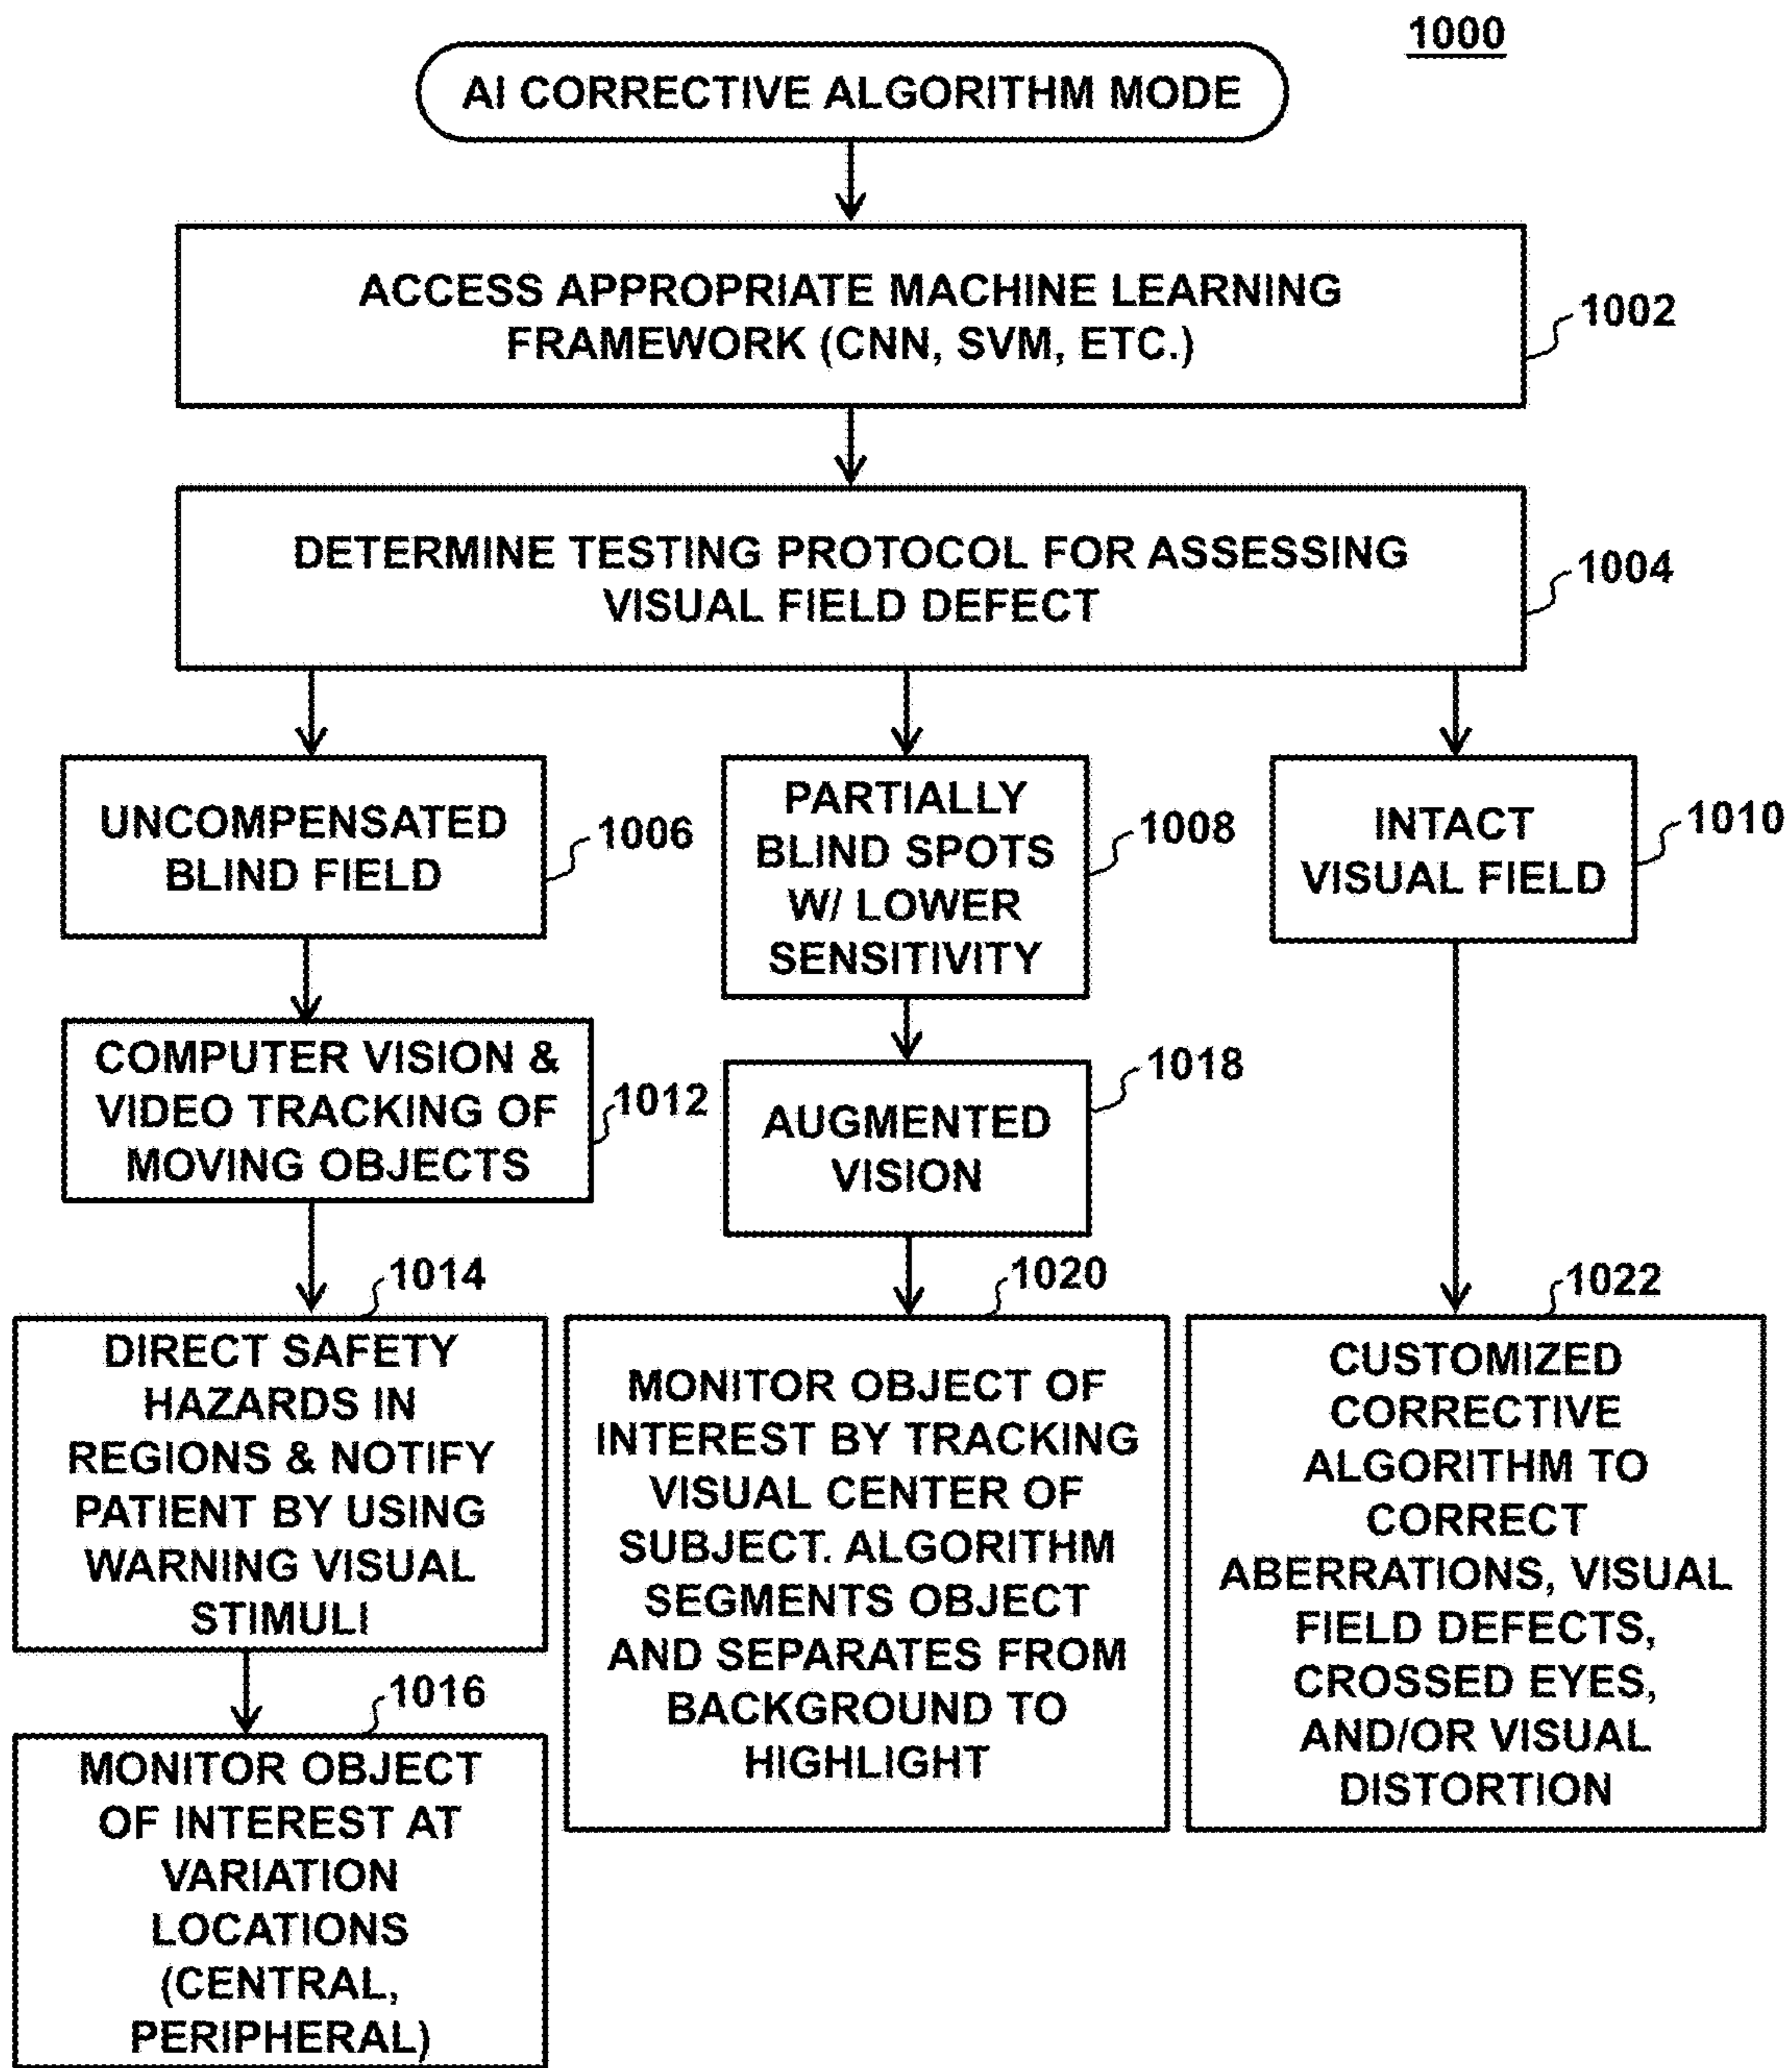 1000
AI CORRECTIVE ALGORITHM MODE
ACCESS APPROPRIATE MACHINE LEARNING
FRAMEWORK (CNN, SVM, ETC.)
1002
DETERMINE TESTING PROTOCOL FOR ASSESSING
VISUAL FIELD DEFECT
1004
UNCOMPENSATED
BLIND FIELD
1006
PARTIALLY
BLIND SPOTS
W/ LOWER
SENSITIVITY
1008
INTACT
VISUAL FIELD
1010
COMPUTER VISION &
VIDEO TRACKING OF
MOVING OBJECTS
1012
AUGMENTED
VISION
1018
1014
DIRECT SAFETY
HAZARDS IN
REGIONS & NOTIFY
PATIENT BY USING
WARNING VISUAL
STIMULI
1016
MONITOR OBJECT
OF INTEREST AT
VARIATION
LOCATIONS
(CENTRAL,
PERIPHERAL)
1020
MONITOR OBJECT OF
INTEREST BY TRACKING
VISUAL CENTER OF
SUBJECT. ALGORITHM
SEGMENTS OBJECT
AND SEPARATES FROM
BACKGROUND TO
HIGHLIGHT
1022
CUSTOMIZED
CORRECTIVE
ALGORITHM TO
CORRECT
ABERRATIONS, VISUAL
FIELD DEFECTS,
CROSSED EYES,
AND/OR VISUAL
DISTORTION